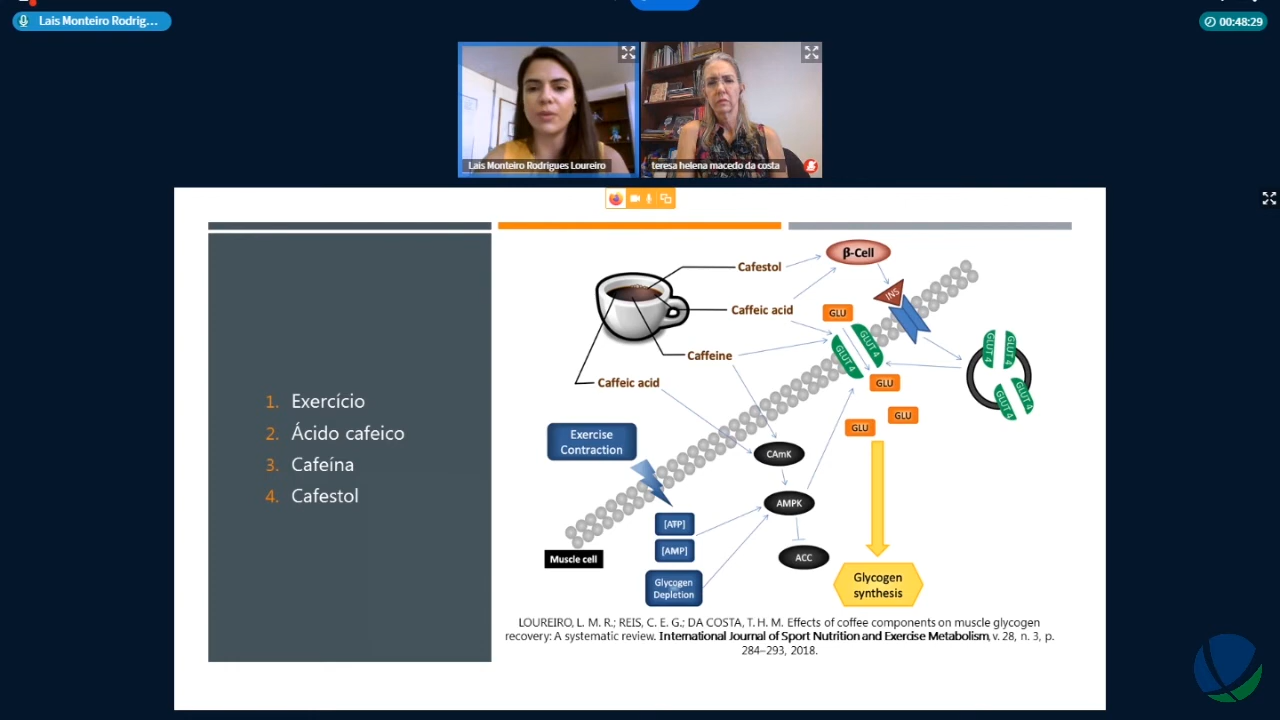 Lais Monteiro Rodrig...
00:48:29
Lais Monteiro Rodrigues Loureiro
teresa helena macedo da costa
1. Exercício
2. Ácido cafeico
3. Cafeína
4. Cafestol
Cafestol
β-Cell
INS
Caffeic acid
GLU
GLUT 4
GLUT 4
Caffeine
GLUT 4
GLUT 4
GLUT 4
GLUT 4
Caffeic acid
GLU
GLU
GLU
Exercise
Contraction
CAmK
AMPK
[ATP]
[AMP]
ACC
Muscle cell
Glycogen
Depletion
Glycogen
synthesis
LOUREIRO, L. M. R.; REIS, C. E. G.; DA COSTA, T. H. M. Effects of coffee components on muscle glycogen
recovery: A systematic review. International Journal of Sport Nutrition and Exercise Metabolism, v. 28, n. 3, p.
284–293, 2018.